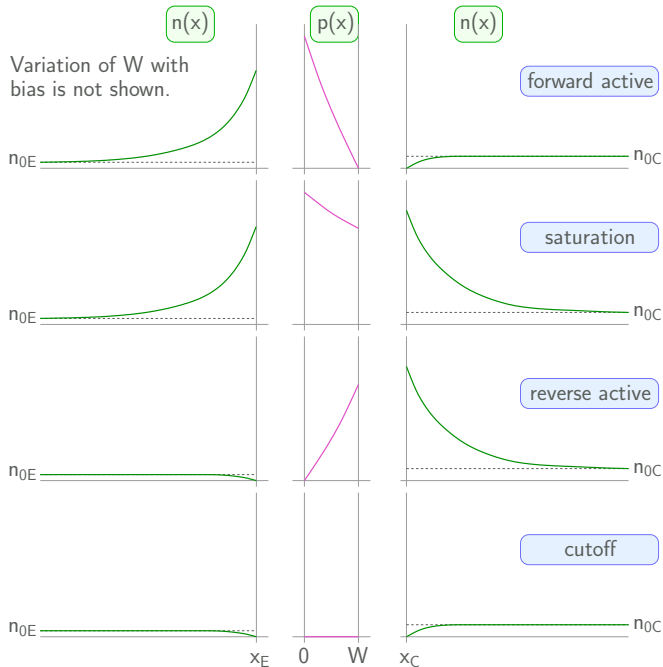 n(x) p(x) n(x)
Variation of W with
bias is not shown.
forward active
n0E n0C
saturation
n0E n0C
reverse active
n0E n0C
cutoff
n0E n0C
xE 0 W xC